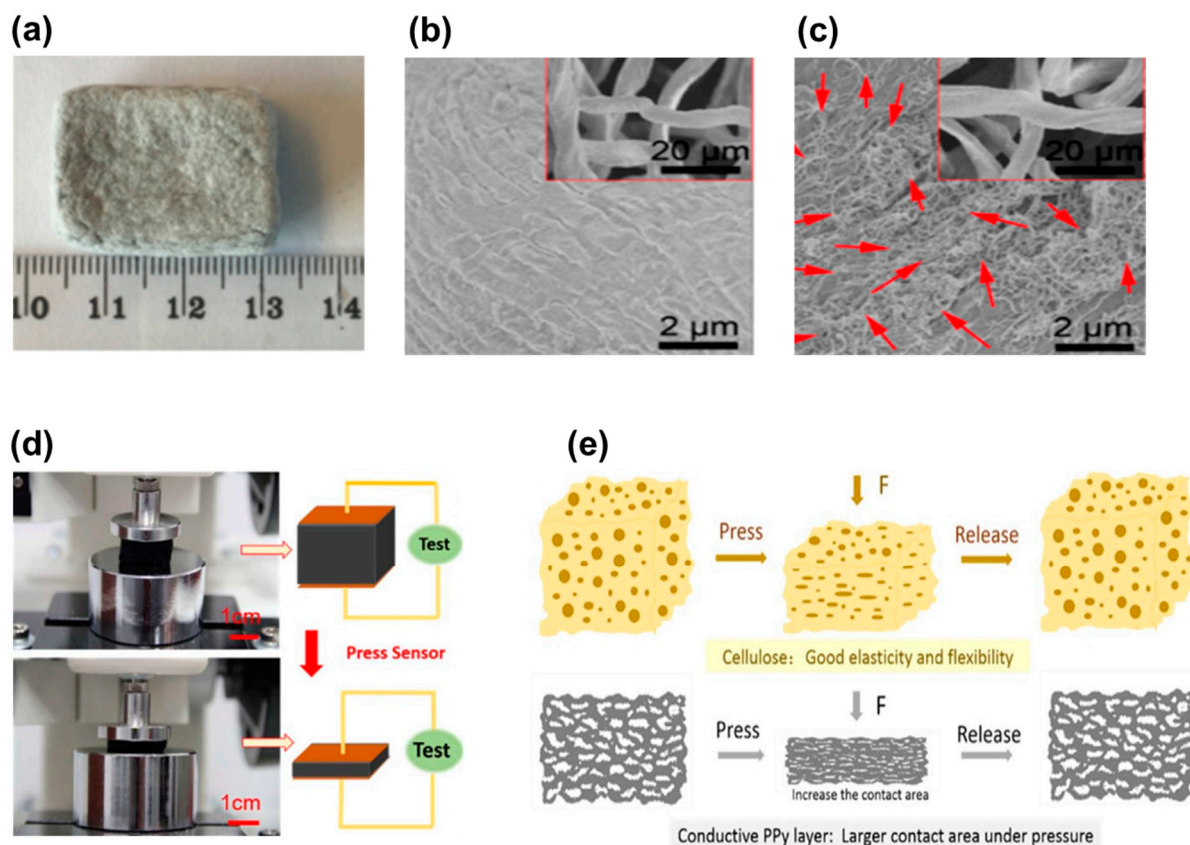 (a)
10 11 12 13 14
(b)
20 µm
2 µm
(c)
20 µm
2 µm
(d)
1cm
Test
Press Sensor
1cm
Test
(e)
F
Press
Release
Cellulose: Good elasticity and flexibility
F
Press
Release
Increase the contact area
Conductive PPy layer: Larger contact area under pressure